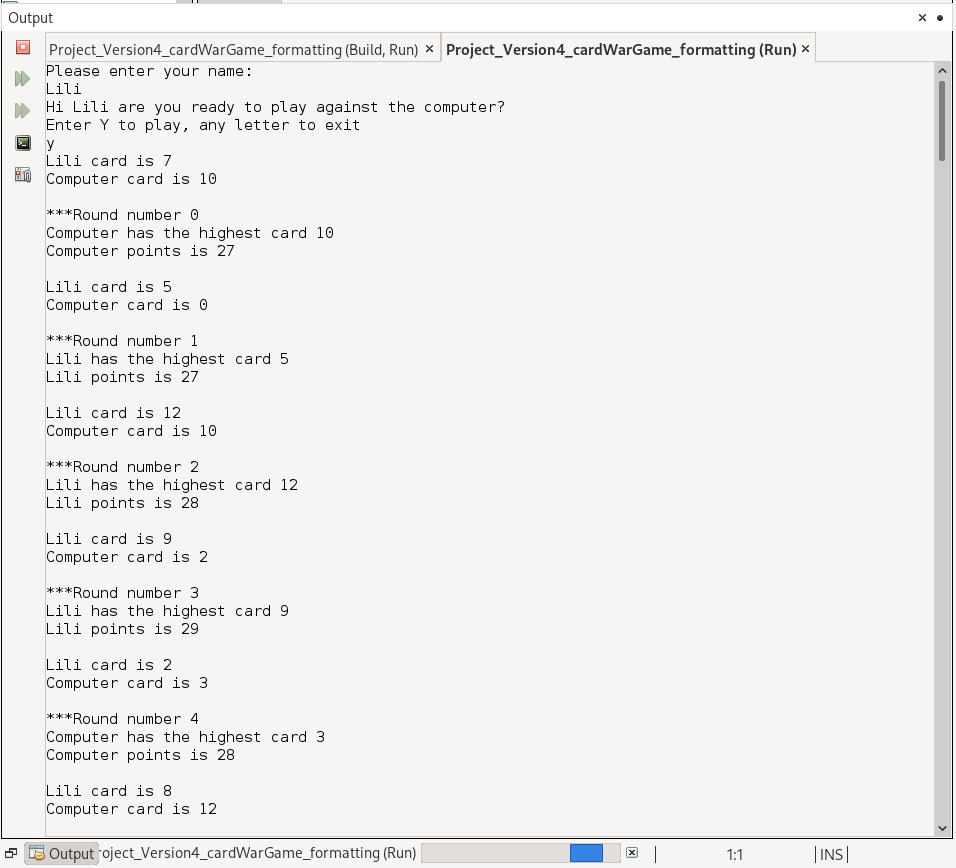 Output
Project_Version4_cardWarGame_formatting (Build, Run)
Project_Version4_cardWarGame_formatting (Run)
Please enter your name:
Lili
Hi Lili are you ready to play against the computer?
Enter Y to play, any letter to exit
y
Lili card is 7
Computer card is 10
***Round number 0
Computer has the highest card 10
Computer points is 27
Lili card is 5
Computer card is 0
***Round number 1
Lili has the highest card 5
Lili points is 27
Lili card is 12
Computer card is 10
***Round number 2
Lili has the highest card 12
Lili points is 28
Lili card is 9
Computer card is 2
***Round number 3
Lili has the highest card 9
Lili points is 29
Lili card is 2
Computer card is 3
***Round number 4
Computer has the highest card 3
Computer points is 28
Lili card is 8
Computer card is 12
Output
roject_Version4_cardWarGame_formatting (Run)
1:1
INS